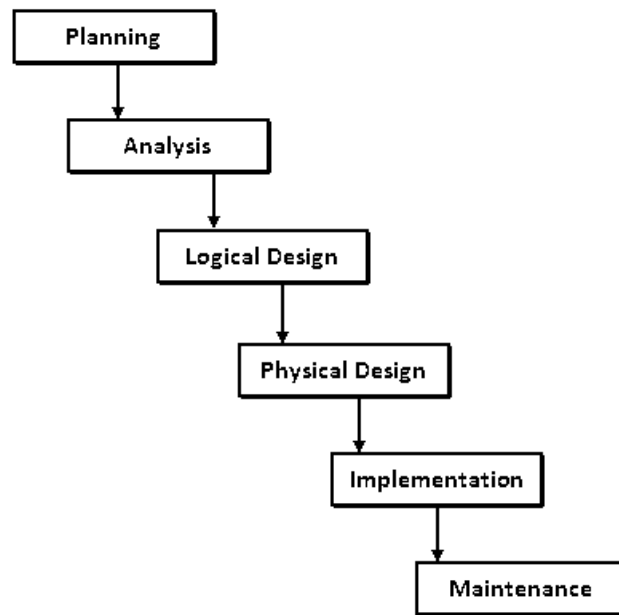 Planning
Analysis
Logical Design
Physical Design
Implementation
Maintenance